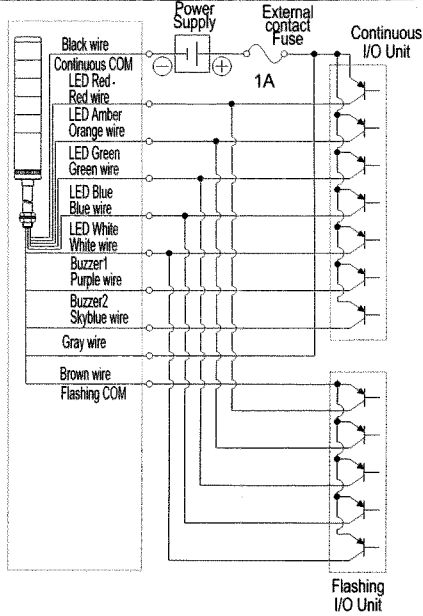 Power
Supply
External
contact
Fuse
Continuous
I/O Unit
Black wire
Continuous COM
1A
LED Red -
Red wire
LED Amber
Orange wire
LED Green
Green wire
LED Blue
Blue wire
LED White
White wire
Buzzer1
Purple wire
Buzzer2
Skyblue wire
Gray wire
Brown wire
Flashing COM
Flashing
I/O Unit